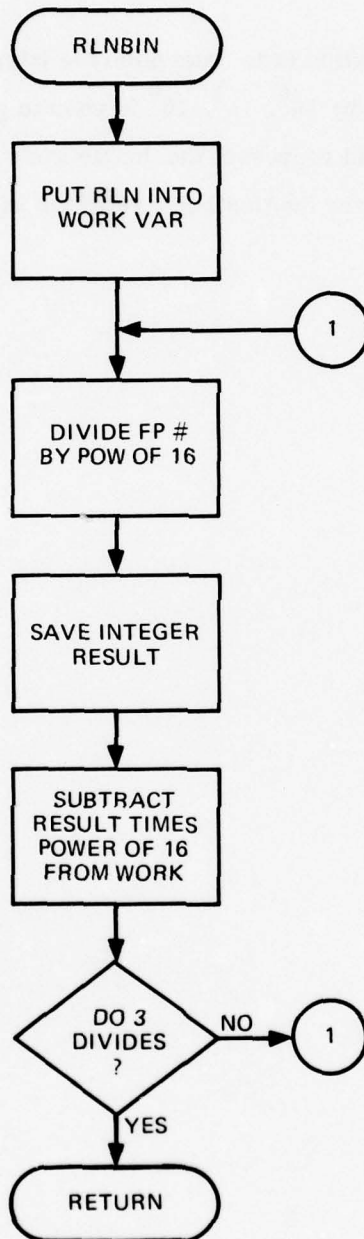 RLNBIN
PUT RLN INTO
WORK VAR
1
DIVIDE FP #
BY POW OF 16
SAVE INTEGER
RESULT
SUBTRACT
RESULT TIMES
POWER OF 16
FROM WORK
DO 3
DIVIDES
?
NO
1
YES
RETURN